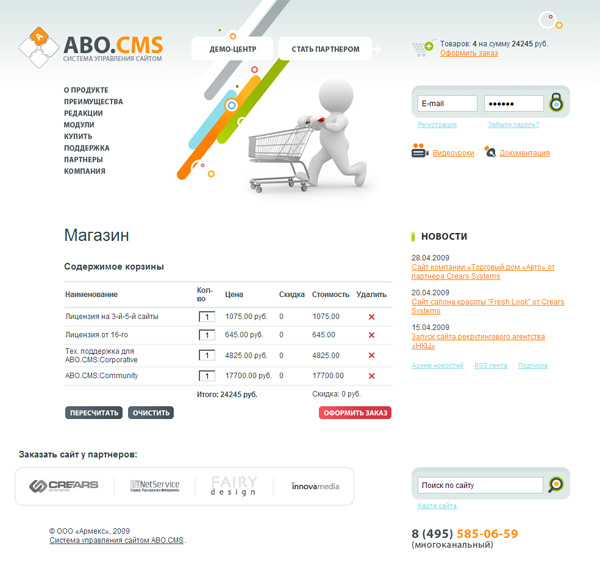 ABO.CMS
СИСТЕМА УПРАВЛЕНИЯ САЙТОМ
ДЕМО-ЦЕНТР
СТАТЬ ПАРТНЕРОМ
Товаров: 4 на сумму 24245 руб.
Оформить заказ
О ПРОДУКТЕ
ПРЕИМУЩЕСТВА
РЕДАКЦИИ
МОДУЛИ
КУПИТЬ
ПОДДЕРЖКА
ПАРТНЕРЫ
КОМПАНИЯ
E-mail
Регистрация Забыли пароль?
Видеоуроки Документация
Магазин
Содержимое корзины
Наименование Кол-во Цена Скидка Стоимость Удалить
Лицензия на 3-й-5-й сайты 1 1075.00 руб. 0 1075.00
Лицензия от 16-го 1 645.00 руб. 0 645.00
Тех. поддержка для
ABO.CMS:Corporative 1 4825.00 руб. 0 4825.00
ABO.CMS:Community 1 17700.00 руб. 0 17700.00
Итого: 24245 руб. Скидка: 0 руб.
ПЕРЕСЧИТАТЬ ОЧИСТИТЬ ОФОРМИТЬ ЗАКАЗ
НОВОСТИ
28.04.2009
Сайт компании «Торговый дом «Авто» от
партнера Crears Systems
20.04.2009
Сайт салона красоты "Fresh Look" от Crears
Systems
15.04.2009
Запуск сайта рекрутингового агентства
«НКЦ»
Архив новостей RSS лента Подписка
Заказать сайт у партнеров:
CREARS
NetService
FAIRY
design
innovamedia
Поиск по сайту
Карта сайта
© ООО «Армекс», 2009
Система управления сайтом ABO.CMS.
8 (495) 585-06-59
(многоканальный)